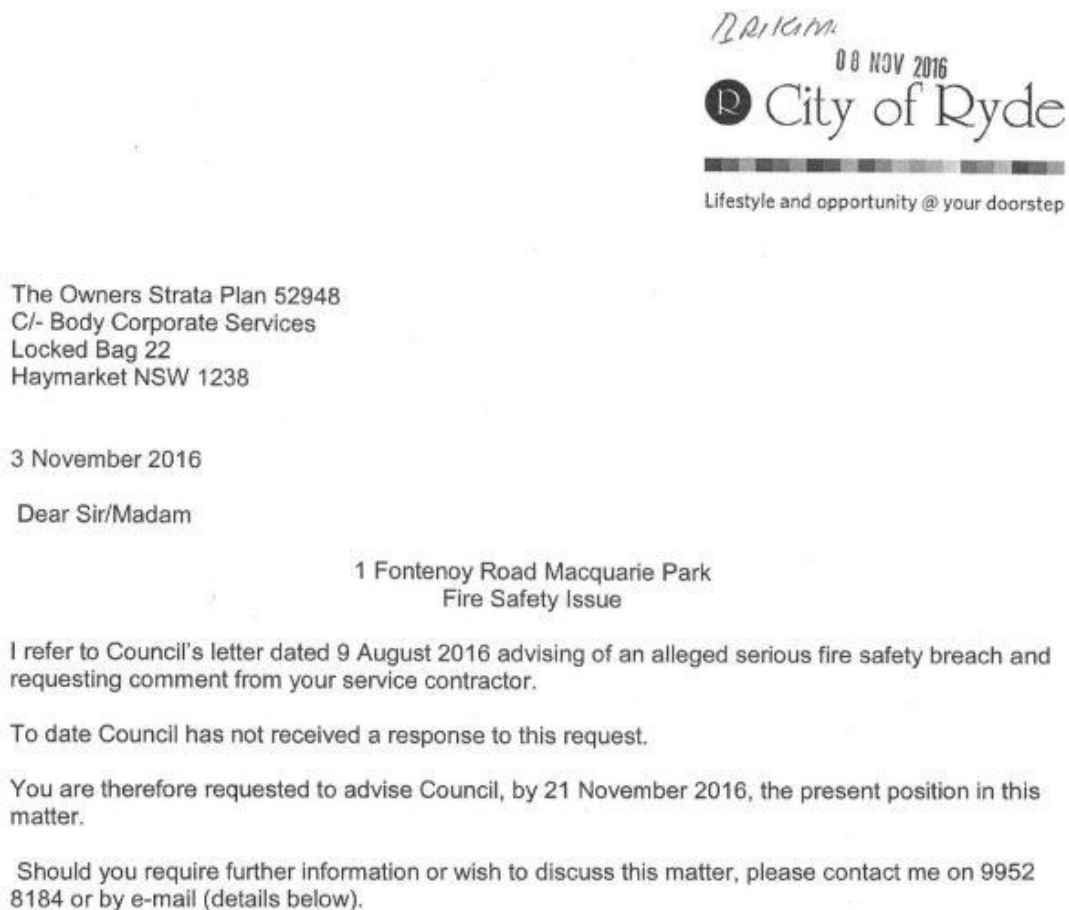 08 NOV 2016
R City of Ryde
Lifestyle and opportunity @ your doorstep
The Owners Strata Plan 52948
C/- Body Corporate Services
Locked Bag 22
Haymarket NSW 1238
3 November 2016
Dear Sir/Madam
1 Fontenoy Road Macquarie Park
Fire Safety Issue
I refer to Council's letter dated 9 August 2016 advising of an alleged serious fire safety breach and
requesting comment from your service contractor.
To date Council has not received a response to this request.
You are therefore requested to advise Council, by 21 November 2016, the present position in this
matter.
Should you require further information or wish to discuss this matter, please contact me on 9952
8184 or by e-mail (details below).